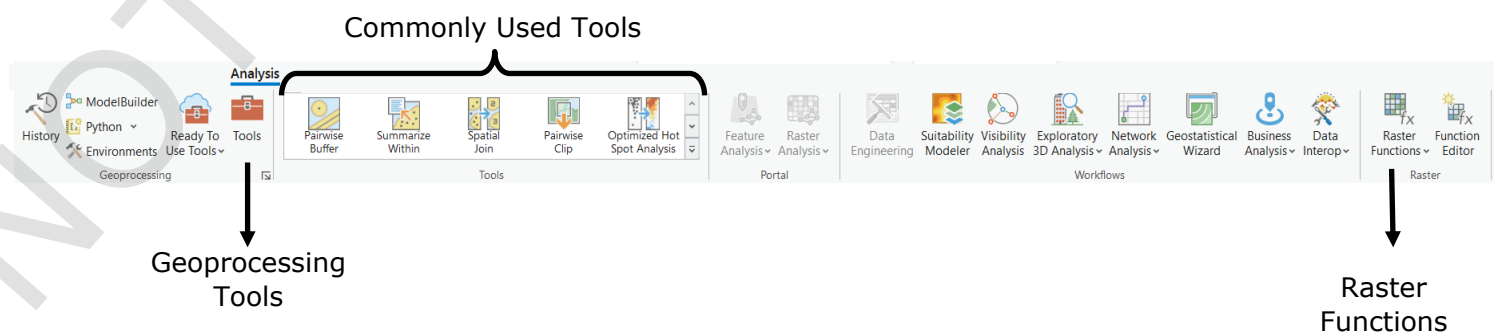 Commonly Used Tools
Analysis
History
ModelBuilder
Python
Environments
Ready To
Use Tools
Tools
Geoprocessing
Pairwise
Buffer
Summarize
Within
Spatial
Join
Pairwise
Clip
Optimized Hot
Spot Analysis
Tools
Feature
Analysis
Raster
Analysis
Portal
Data
Engineering
Suitability
Modeler
Visibility
Analysis
Exploratory
3D Analysis
Network
Analysis
Geostatistical
Wizard
Business
Analysis
Data
Interop
Workflows
fx
Raster
Functions
fx
Function
Editor
Raster
Geoprocessing
Tools
Raster
Functions
NOT